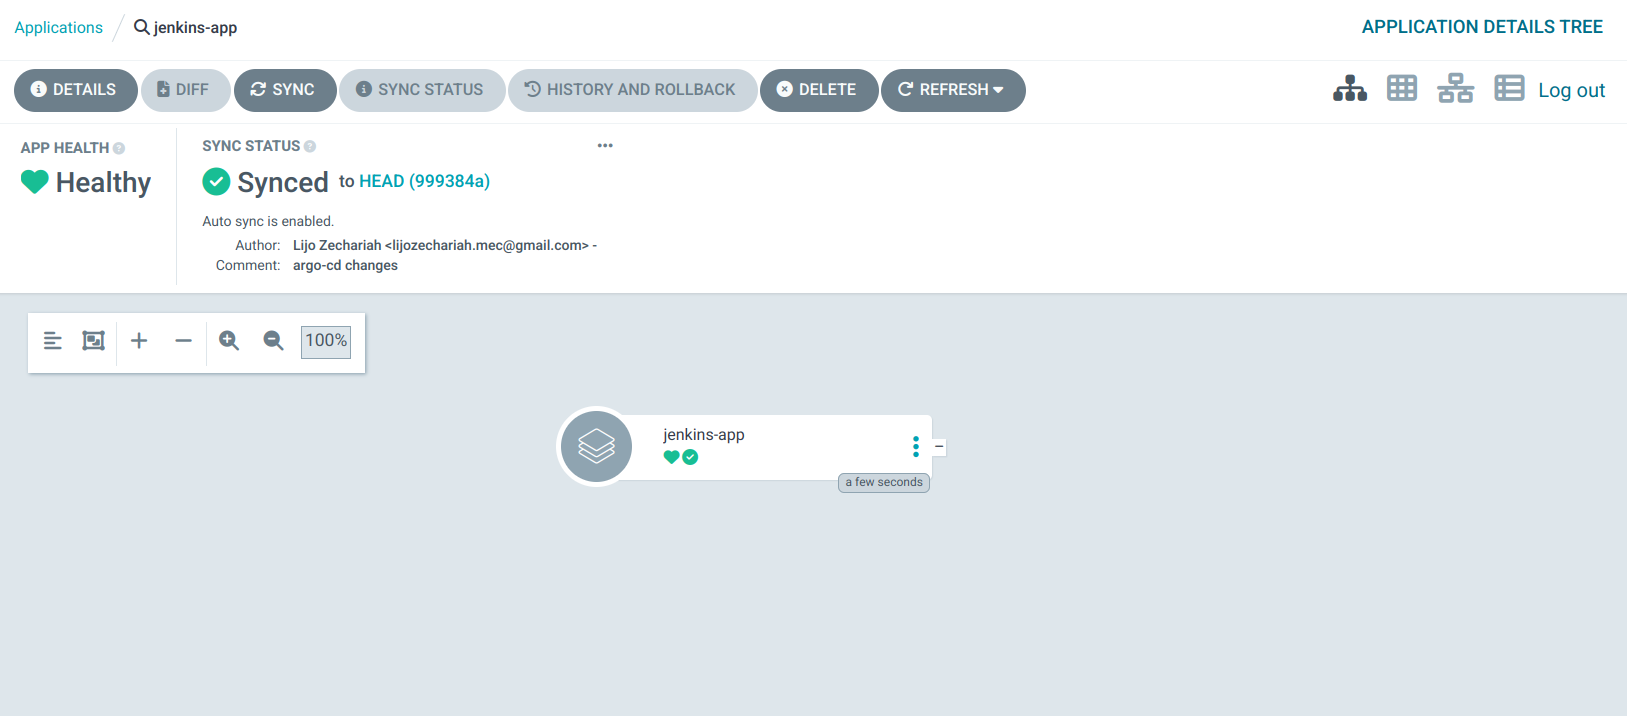 Applications / jenkins-app
APPLICATION DETAILS TREE
DETAILS DIFF SYNC SYNC STATUS HISTORY AND ROLLBACK DELETE REFRESH
Log out
APP HEALTH
Healthy
SYNC STATUS
Synced to HEAD (999384a)
Auto sync is enabled.
Author: Lijo Zechariah <lijozechariah.mec@gmail.com> -
Comment: argo-cd changes
100%
jenkins-app
a few seconds